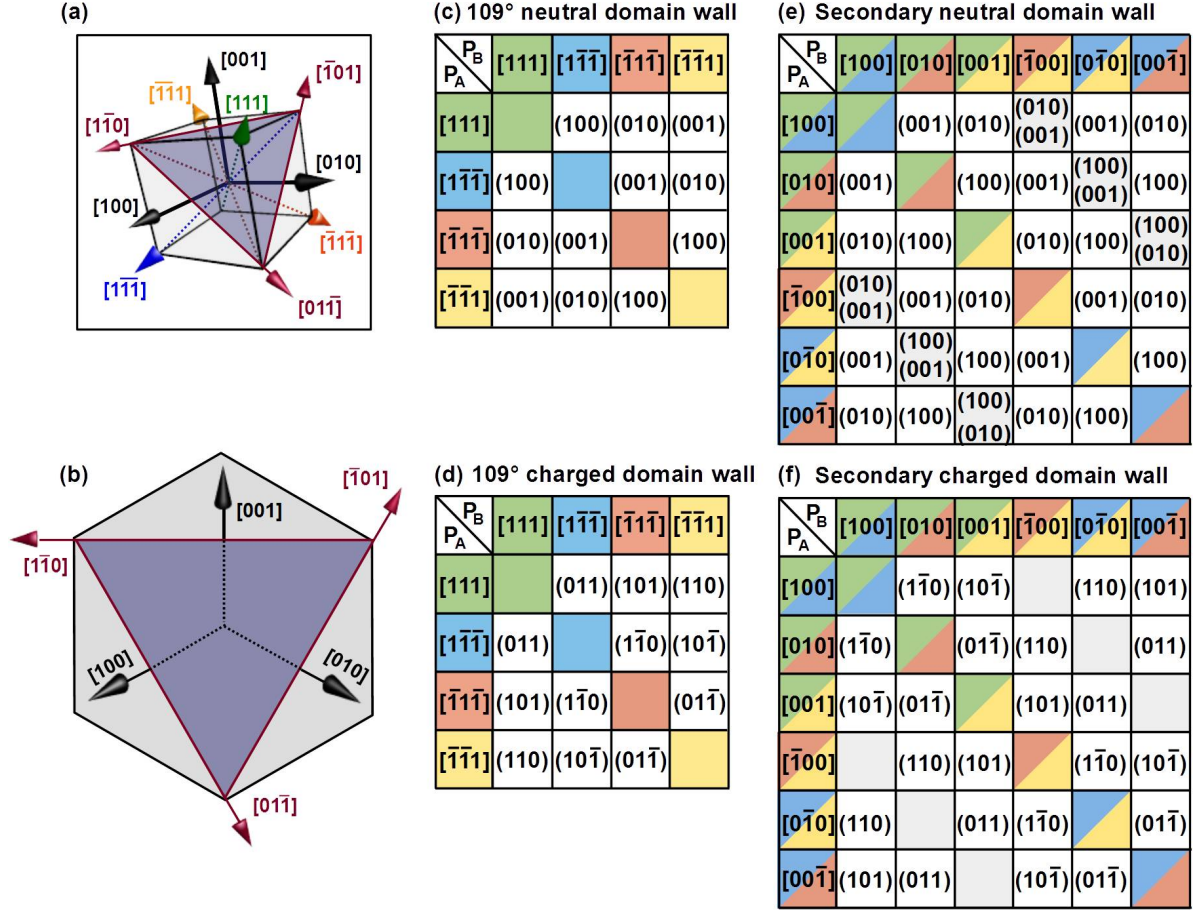 (a)
[001]
[1̄01]
[1̄1̄1]
[111]
[11̄0]
[010]
[100]
[1̄11̄]
[11̄1̄]
[011̄]
(b)
[1̄01]
[001]
[11̄0]
[100]
[010]
[011̄]
(c) 109° neutral domain wall
P_B
P_A
[111] [11̄1̄] [1̄11̄] [1̄1̄1]
[111] (100) (010) (001)
[11̄1̄] (100) (001) (010)
[1̄11̄] (010) (001) (100)
[1̄1̄1] (001) (010) (100)
(d) 109° charged domain wall
P_B
P_A
[111] [11̄1̄] [1̄11̄] [1̄1̄1]
[111] (011) (101) (110)
[11̄1̄] (011) (11̄0) (101̄)
[1̄11̄] (101) (11̄0) (011̄)
[1̄1̄1] (110) (101̄) (011̄)
(e) Secondary neutral domain wall
P_B
P_A
[100] [010] [001] [1̄00] [01̄0] [001̄]
[100] (001) (010) (010) (001) (001) (010)
[010] (001) (100) (001) (100) (001) (100)
[001] (010) (100) (010) (100) (100) (010)
[1̄00] (010) (001) (001) (010) (001) (010)
[01̄0] (001) (100) (001) (100) (001) (100)
[001̄] (010) (100) (100) (010) (010) (100)
(f) Secondary charged domain wall
P_B
P_A
[100] [010] [001] [1̄00] [01̄0] [001̄]
[100] (11̄0) (101̄) (110) (101)
[010] (11̄0) (011̄) (110) (011)
[001] (101̄) (011̄) (101) (011)
[1̄00] (110) (101) (11̄0) (101̄)
[01̄0] (110) (011) (11̄0) (011̄)
[001̄] (101) (011) (101̄) (011̄)